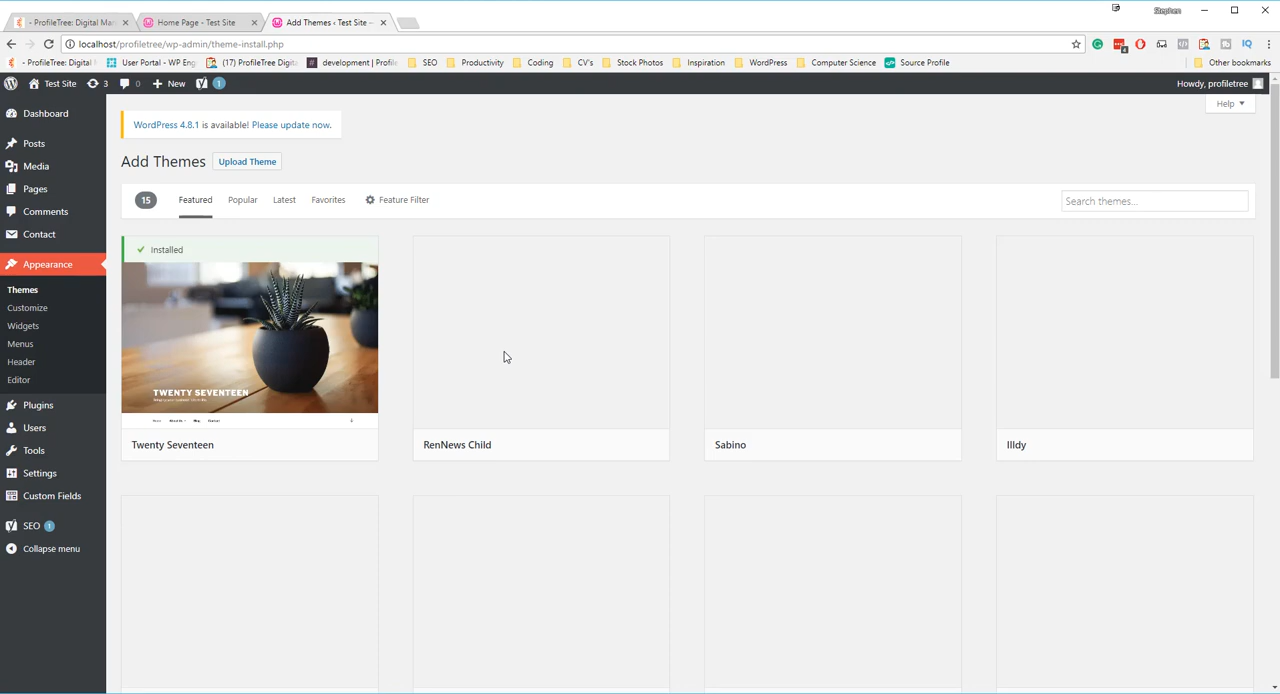 Stephen
- ProfileTree: Digital Mar
Home Page - Test Site
Add Themes ‹ Test Site —
localhost/profiletree/wp-admin/theme-install.php
- ProfileTree: Digital M
User Portal - WP Eng
(17) ProfileTree Digita
development | Profile
SEO
Productivity
Coding
CV's
Stock Photos
Inspiration
WordPress
Computer Science
Source Profile
Other bookmarks
Test Site
3
0
New
1
Howdy, profiletree
Help
Dashboard
Posts
Media
Pages
Comments
Contact
Appearance
Themes
Customize
Widgets
Menus
Header
Editor
Plugins
Users
Tools
Settings
Custom Fields
SEO 1
Collapse menu
WordPress 4.8.1 is available! Please update now.
Add Themes
Upload Theme
15
Featured
Popular
Latest
Favorites
Feature Filter
Search themes...
Installed
TWENTY SEVENTEEN
Twenty Seventeen
RenNews Child
Sabino
Illdy